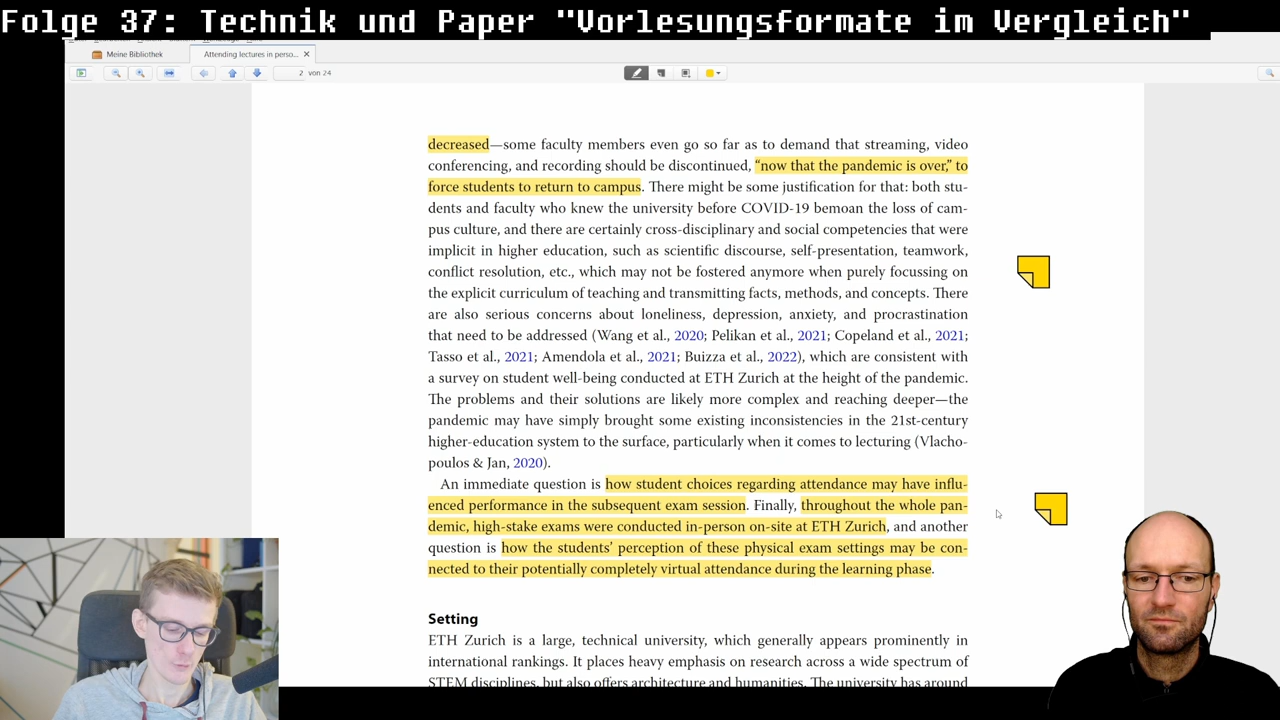 Folge 37: Technik und Paper "Vorlesungsformate im Vergleich"
Meine Bibliothek
Attending lectures in perso...
2 von 24
decreased—some faculty members even go so far as to demand that streaming, video
conferencing, and recording should be discontinued, “now that the pandemic is over,” to
force students to return to campus. There might be some justification for that: both stu-
dents and faculty who knew the university before COVID-19 bemoan the loss of cam-
pus culture, and there are certainly cross-disciplinary and social competencies that were
implicit in higher education, such as scientific discourse, self-presentation, teamwork,
conflict resolution, etc., which may not be fostered anymore when purely focussing on
the explicit curriculum of teaching and transmitting facts, methods, and concepts. There
are also serious concerns about loneliness, depression, anxiety, and procrastination
that need to be addressed (Wang et al., 2020; Pelikan et al., 2021; Copeland et al., 2021;
Tasso et al., 2021; Amendola et al., 2021; Buizza et al., 2022), which are consistent with
a survey on student well-being conducted at ETH Zurich at the height of the pandemic.
The problems and their solutions are likely more complex and reaching deeper—the
pandemic may have simply brought some existing inconsistencies in the 21st-century
higher-education system to the surface, particularly when it comes to lecturing (Vlacho-
poulos & Jan, 2020).
An immediate question is how student choices regarding attendance may have influ-
enced performance in the subsequent exam session. Finally, throughout the whole pan-
demic, high-stake exams were conducted in-person on-site at ETH Zurich, and another
question is how the students’ perception of these physical exam settings may be con-
nected to their potentially completely virtual attendance during the learning phase.
Setting
ETH Zurich is a large, technical university, which generally appears prominently in
international rankings. It places heavy emphasis on research across a wide spectrum of
STEM disciplines, but also offers architecture and humanities. The university has around